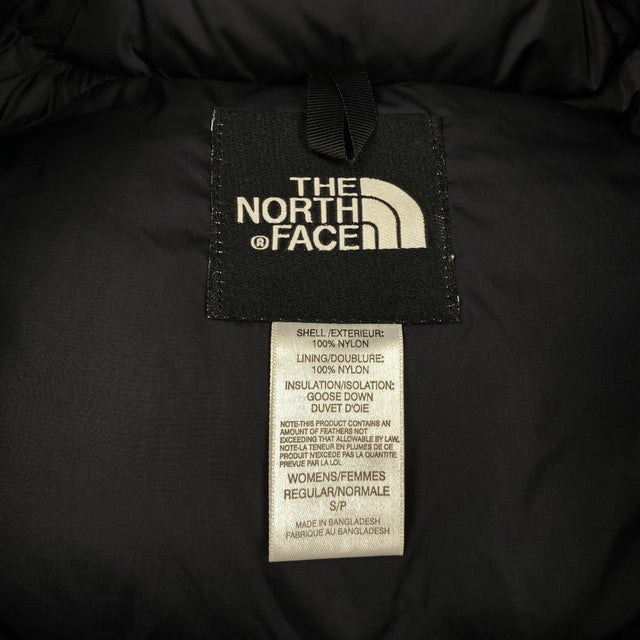 THE
NORTH
®FACE
SHELL/EXTERIEUR:
100% NYLON
LINING/DOUBLURE:
100% NYLON
INSULATION/ISOLATION:
GOOSE DOWN
DUVET D'OIE
NOTE-THIS PRODUCT CONTAINS AN
AMOUNT OF FEATHERS NOT
EXCEEDING THAT ALLOWABLE BY LAW.
NOTE-LA TENEUR EN PLUMES DE CE
PRODUIT N'EXCEDE PAS LA QUANTITE
PREVUE PAR LA LOI.
WOMENS/FEMMES
REGULAR/NORMALE
S/P
MADE IN BANGLADESH
FABRIQUE AU BANGLADESH